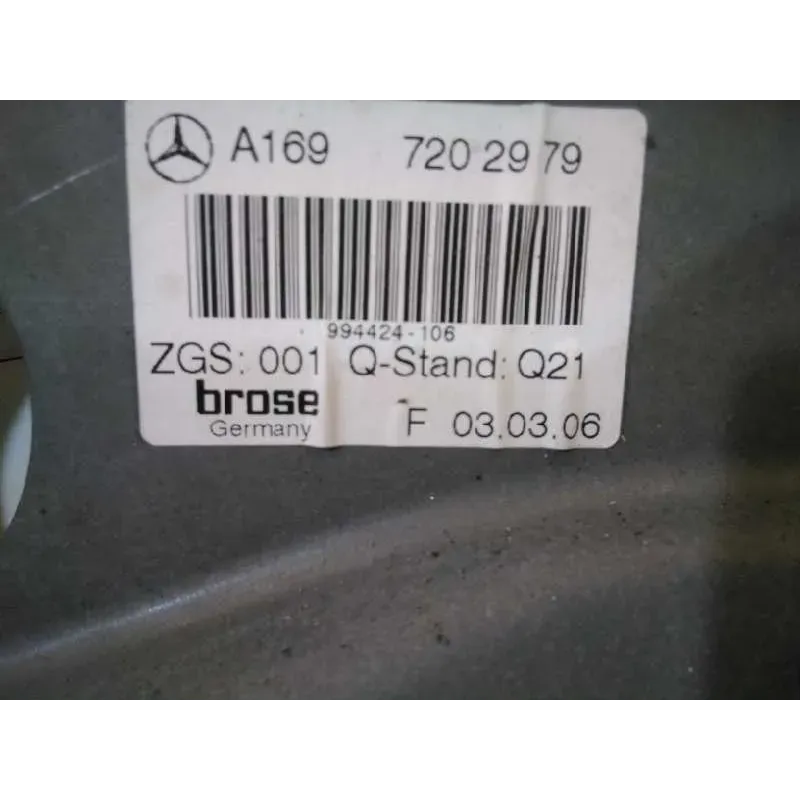 A169 720 29 79
994424-106
ZGS: 001 Q-Stand: Q21
brose
Germany F 03.03.06